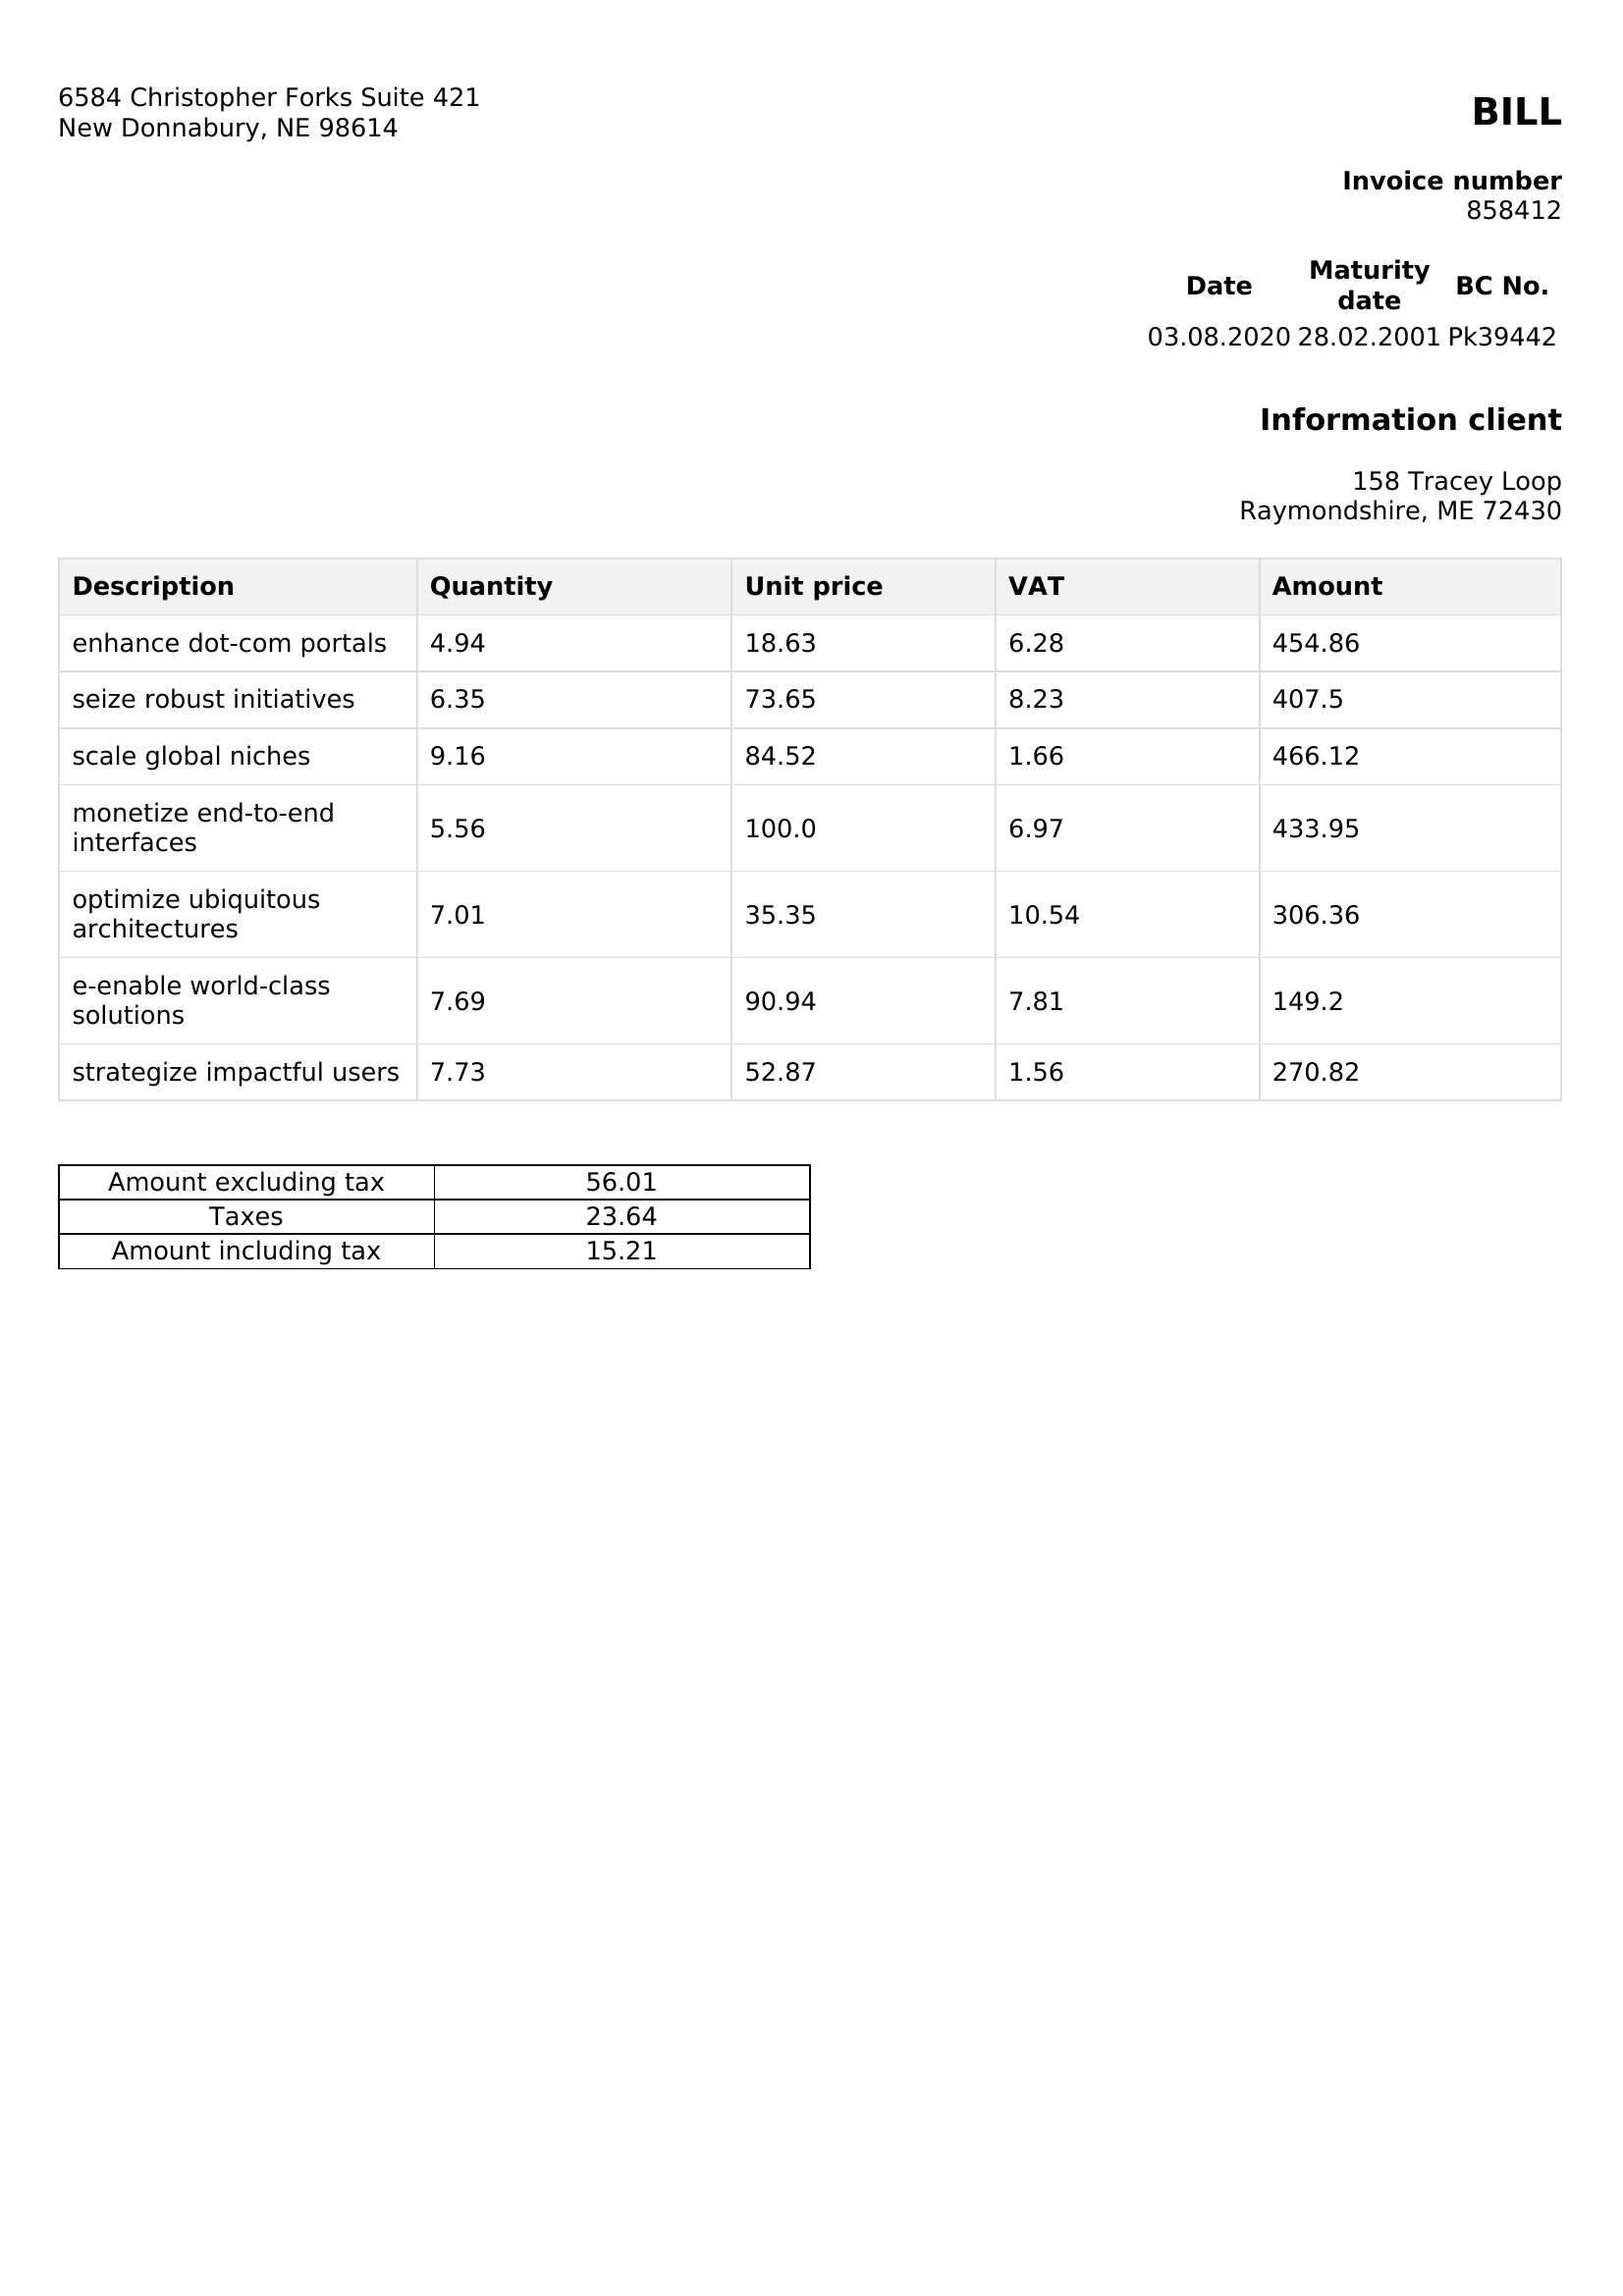 6584 Christopher Forks Suite 421
New Donnabury, NE 98614
BILL
Invoice number
858412
Date Maturity date BC No.
03.08.2020 28.02.2001 Pk39442
Information client
158 Tracey Loop
Raymondshire, ME 72430
Description Quantity Unit price VAT Amount
enhance dot-com portals 4.94 18.63 6.28 454.86
seize robust initiatives 6.35 73.65 8.23 407.5
scale global niches 9.16 84.52 1.66 466.12
monetize end-to-end
interfaces 5.56 100.0 6.97 433.95
optimize ubiquitous
architectures 7.01 35.35 10.54 306.36
e-enable world-class
solutions 7.69 90.94 7.81 149.2
strategize impactful users 7.73 52.87 1.56 270.82
Amount excluding tax 56.01
Taxes 23.64
Amount including tax 15.21